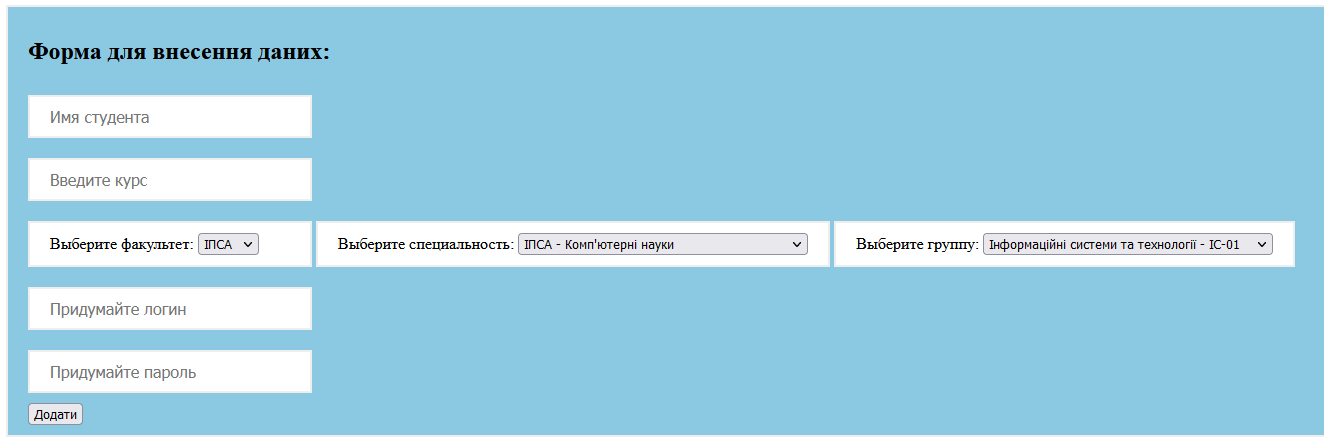 Форма для внесення даних:
Имя студента
Введите курс
Выберите факультет: ІПСА Выберите специальность: ІПСА - Комп'ютерні науки Выберите группу: Інформаційні системи та технології - ІС-01
Придумайте логин
Придумайте пароль
Додати